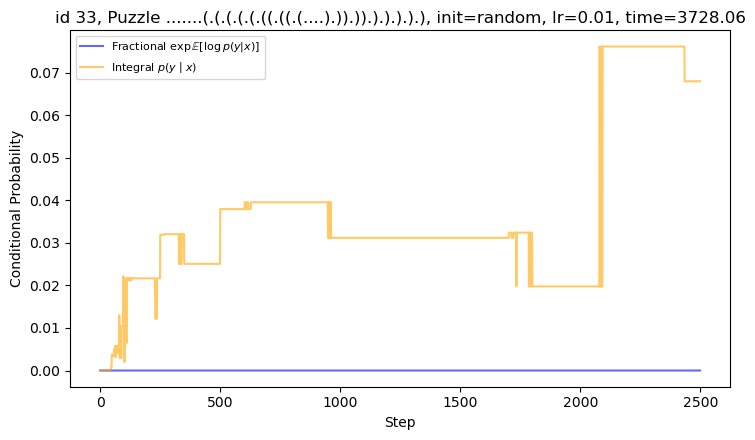 id 33, Puzzle .......(.(.(.(.(.((.((.(....).)).)).).).).).).), init=random, lr=0.01, time=3728.06
Fractional exp𝔼[log p(y|x)]
Integral p(y | x)
Conditional Probability
0.07
0.06
0.05
0.04
0.03
0.02
0.01
0.00
0
500
1000
1500
2000
2500
Step